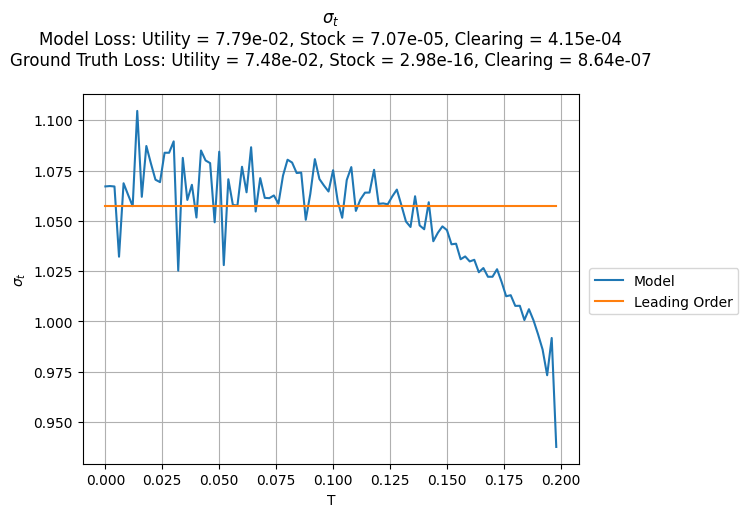 σt
Model Loss: Utility = 7.79e-02, Stock = 7.07e-05, Clearing = 4.15e-04
Ground Truth Loss: Utility = 7.48e-02, Stock = 2.98e-16, Clearing = 8.64e-07
1.100
1.075
1.050
1.025
1.000
0.975
0.950
σt
0.000 0.025 0.050 0.075 0.100 0.125 0.150 0.175 0.200
T
Model
Leading Order